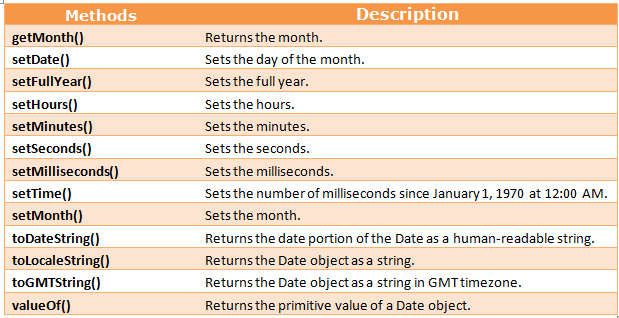 Methods Description
getMonth() Returns the month.
setDate() Sets the day of the month.
setFullYear() Sets the full year.
setHours() Sets the hours.
setMinutes() Sets the minutes.
setSeconds() Sets the seconds.
setMilliseconds() Sets the milliseconds.
setTime() Sets the number of milliseconds since January 1, 1970 at 12:00 AM.
setMonth() Sets the month.
toDateString() Returns the date portion of the Date as a human-readable string.
toLocaleString() Returns the Date object as a string.
toGMTString() Returns the Date object as a string in GMT timezone.
valueOf() Returns the primitive value of a Date object.